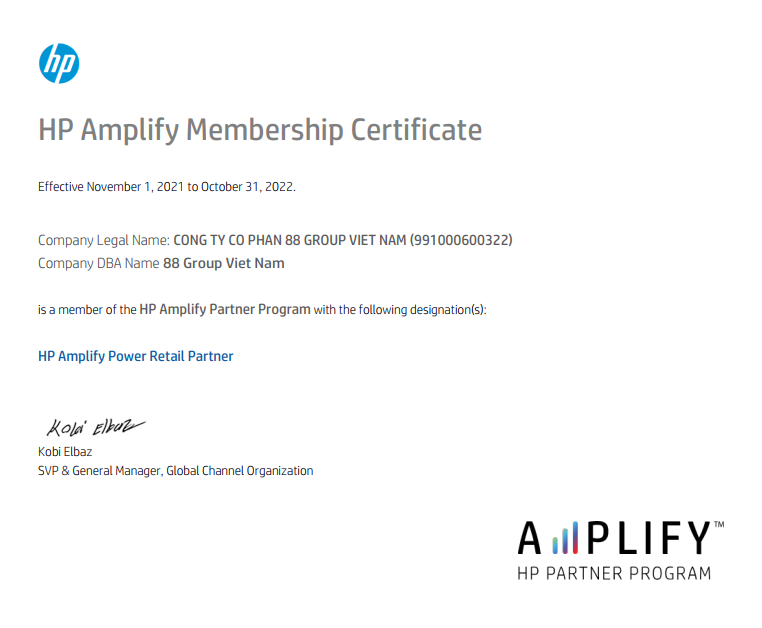 hp
HP Amplify Membership Certificate
Effective November 1, 2021 to October 31, 2022.
Company Legal Name: CONG TY CO PHAN 88 GROUP VIET NAM (991000600322)
Company DBA Name 88 Group Viet Nam
is a member of the HP Amplify Partner Program with the following designation(s):
HP Amplify Power Retail Partner
Kobi Elbaz
Kobi Elbaz
SVP & General Manager, Global Channel Organization
AMPLIFY™
HP PARTNER PROGRAM